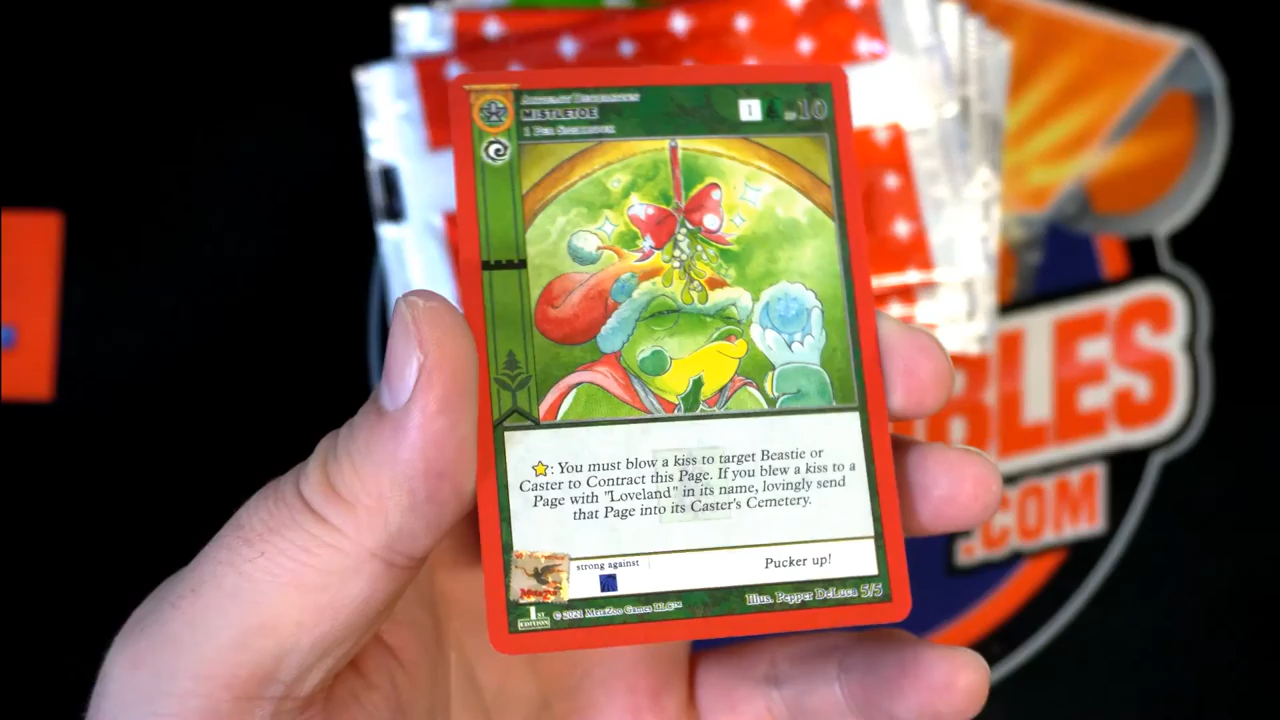 MISTLETOE
1
10
: You must blow a kiss to target Beastie or
Caster to Contract this Page. If you blew a kiss to a
Page with "Loveland" in its name, lovingly send
that Page into its Caster's Cemetery.
strong against
Pucker up!
MetaZoo
1ST
EDITION
© 2021 MetaZoo Games LLC™
Illus. Pepper DeLuca 5/5
BLES
.COM